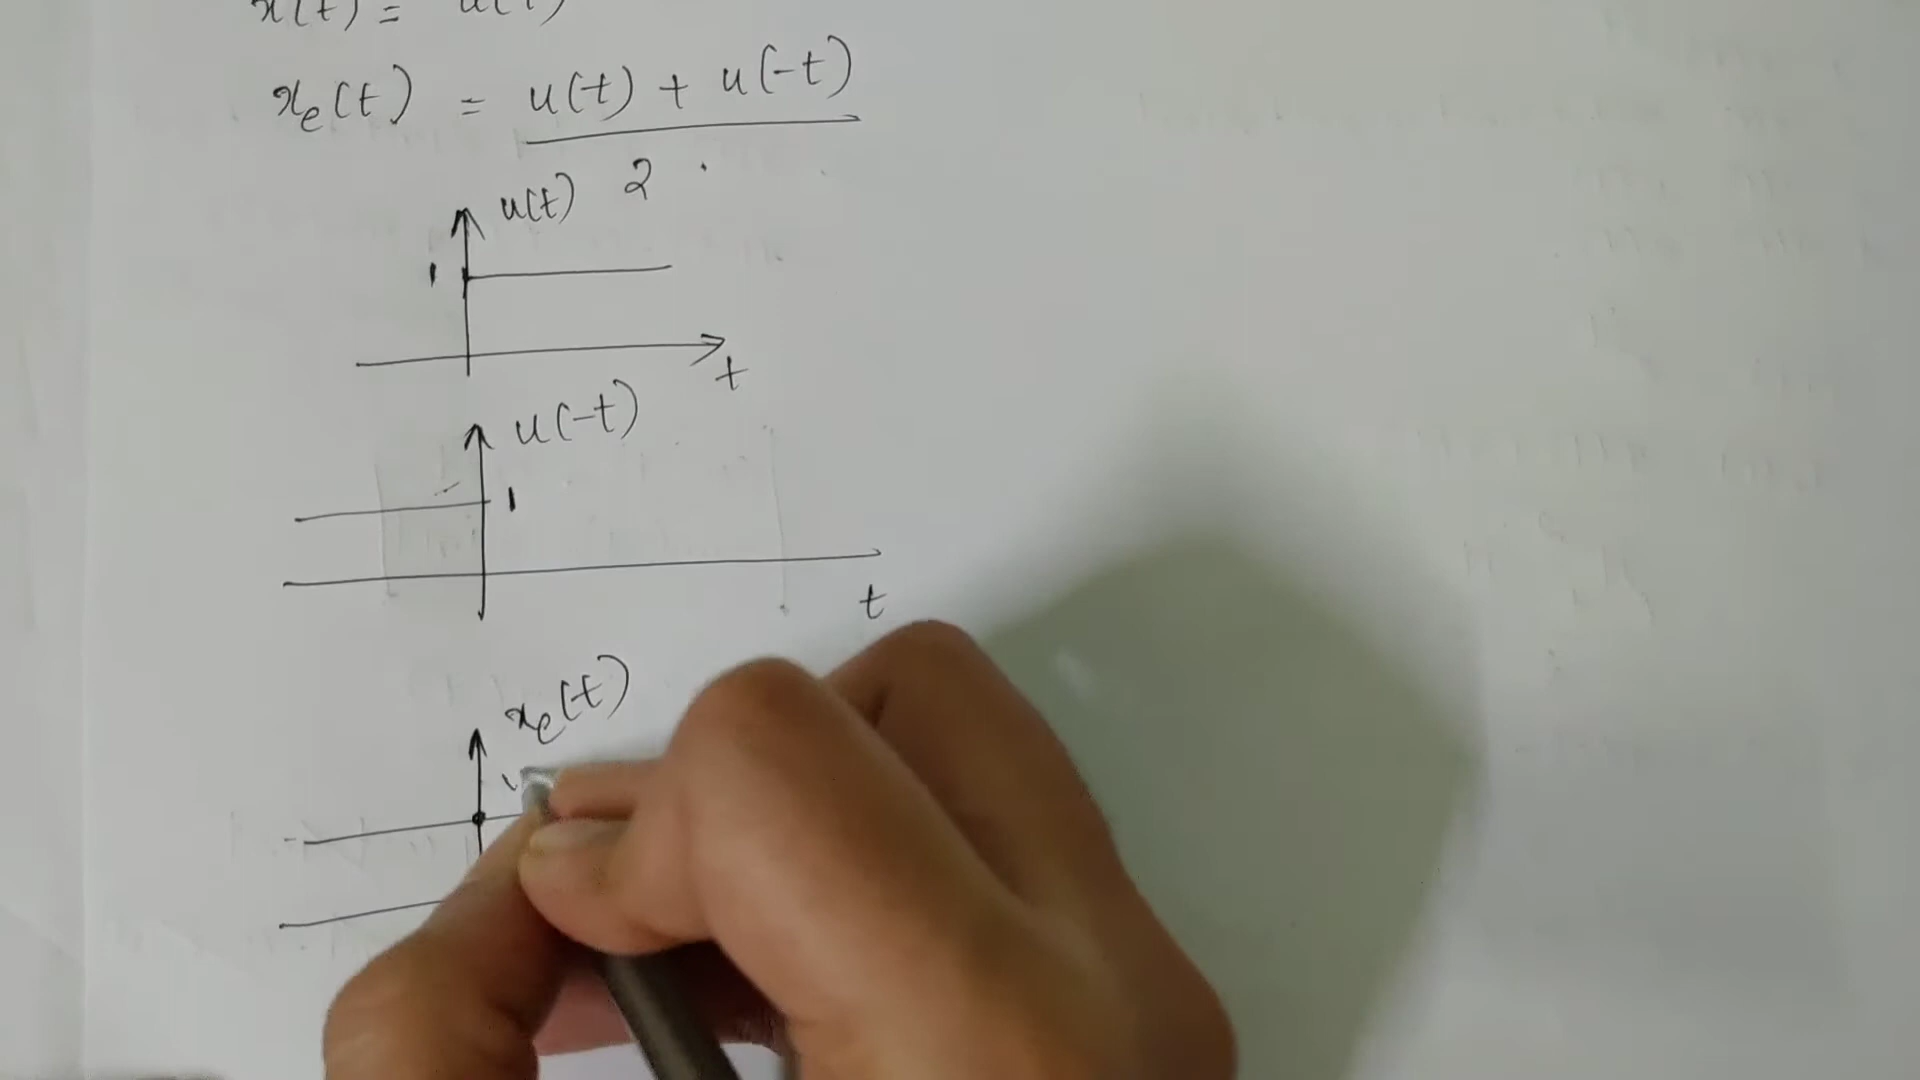 x(t) = u(t)
xe(t) = u(t) + u(-t)
2
u(t)
1
t
u(-t)
1
t
xe(t)